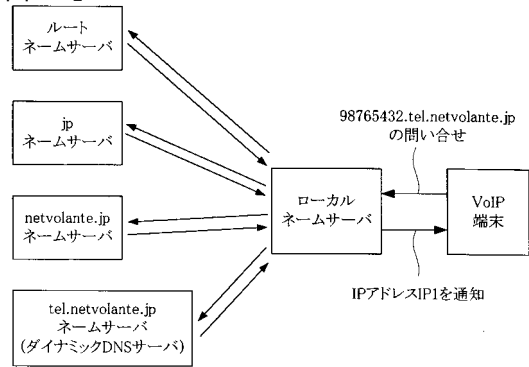 ルート
ネームサーバ
jp
ネームサーバ
98765432.tel.netvolante.jp
の問い合せ
ローカル
ネームサーバ
VoIP
端末
netvolante.jp
ネームサーバ
IPアドレスIP1を通知
tel.netvolante.jp
ネームサーバ
(ダイナミックDNSサーバ)